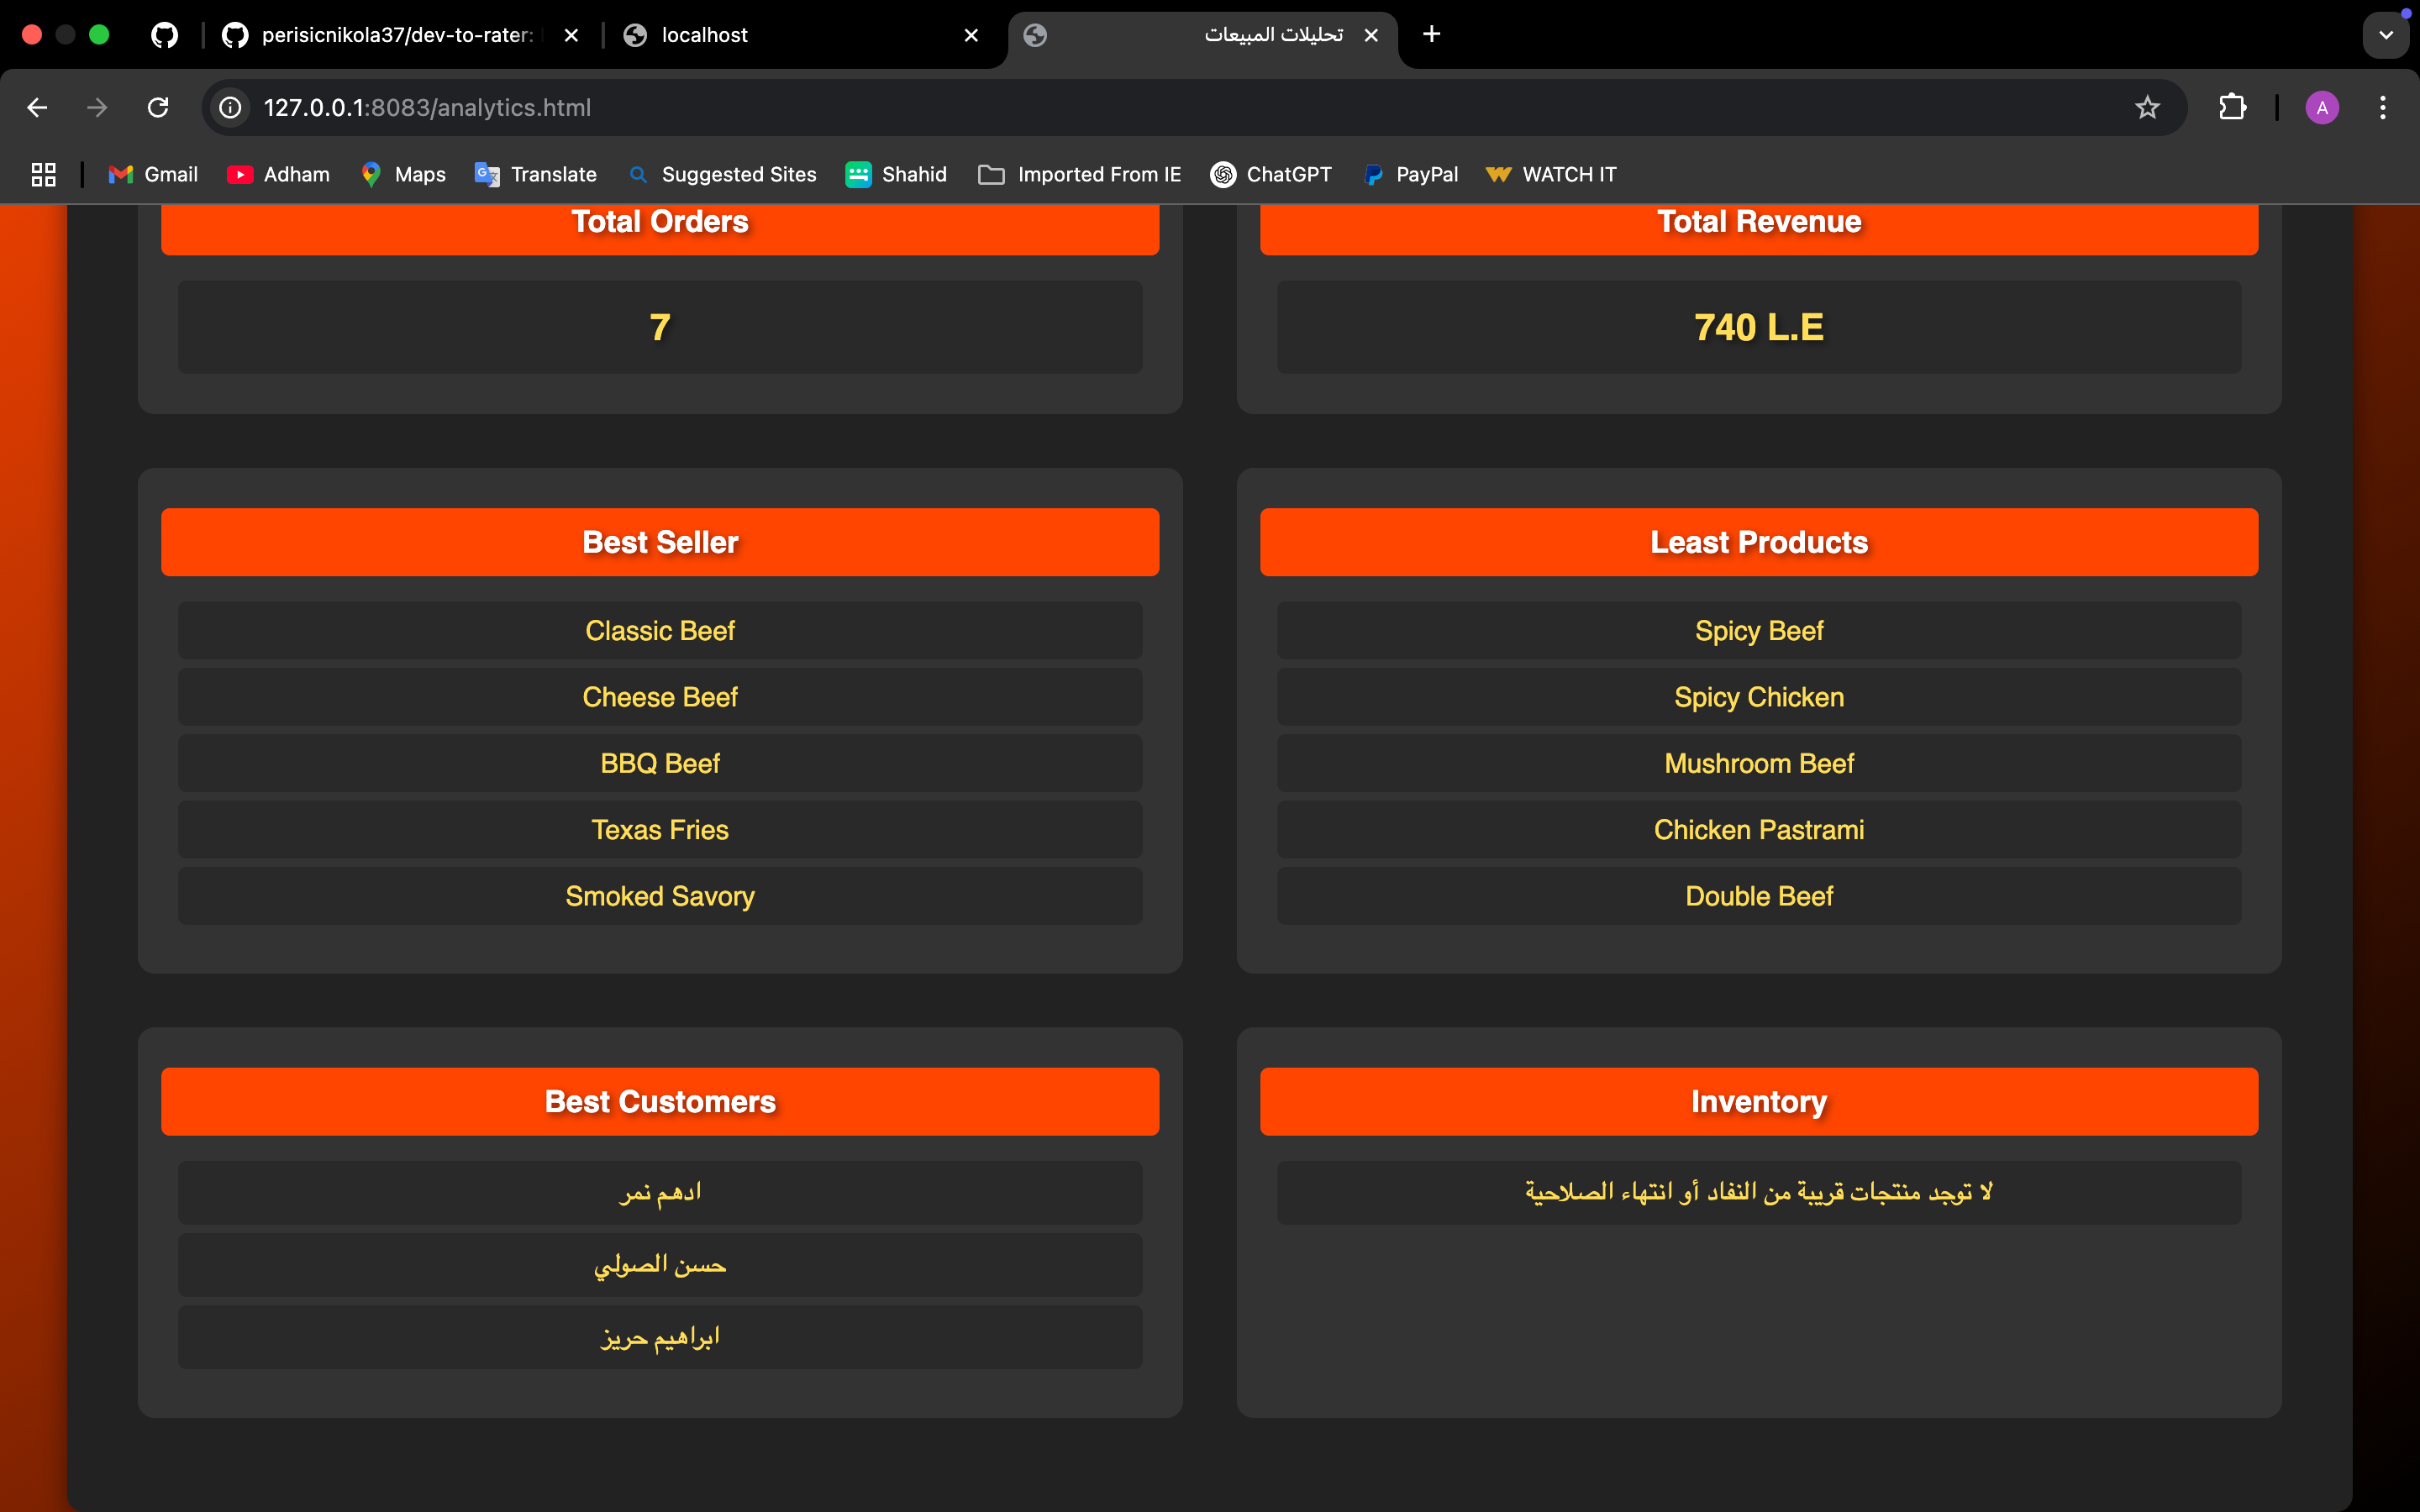 perisicnikola37/dev-to-rater:
localhost
تحليلات المبيعات
127.0.0.1:8083/analytics.html
A
Gmail
Adham
Maps
Translate
Suggested Sites
Shahid
Imported From IE
ChatGPT
PayPal
WATCH IT
Total Orders
7
Total Revenue
740 L.E
Best Seller
Classic Beef
Cheese Beef
BBQ Beef
Texas Fries
Smoked Savory
Least Products
Spicy Beef
Spicy Chicken
Mushroom Beef
Chicken Pastrami
Double Beef
Best Customers
ادهم نمر
حسن الصولي
ابراهيم حريز
Inventory
لا توجد منتجات قريبة من النفاد أو انتهاء الصلاحية